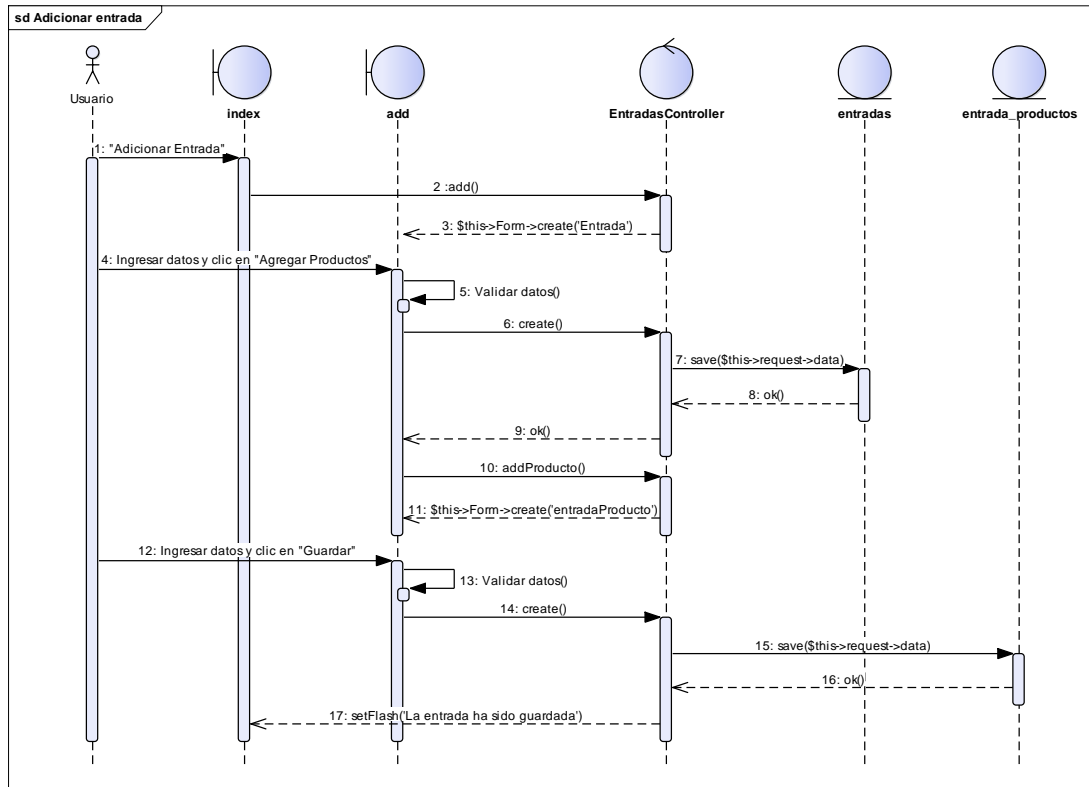 sd Adicionar entrada
Usuario
index
add
EntradasController
entradas
entrada_productos
1: "Adicionar Entrada"
2 :add()
3: $this->Form->create('Entrada')
4: Ingresar datos y clic en "Agregar Productos"
5: Validar datos()
6: create()
7: save($this->request->data)
8: ok()
9: ok()
10: addProducto()
11: $this->Form->create('entradaProducto')
12: Ingresar datos y clic en "Guardar"
13: Validar datos()
14: create()
15: save($this->request->data)
16: ok()
17: setFlash('La entrada ha sido guardada')